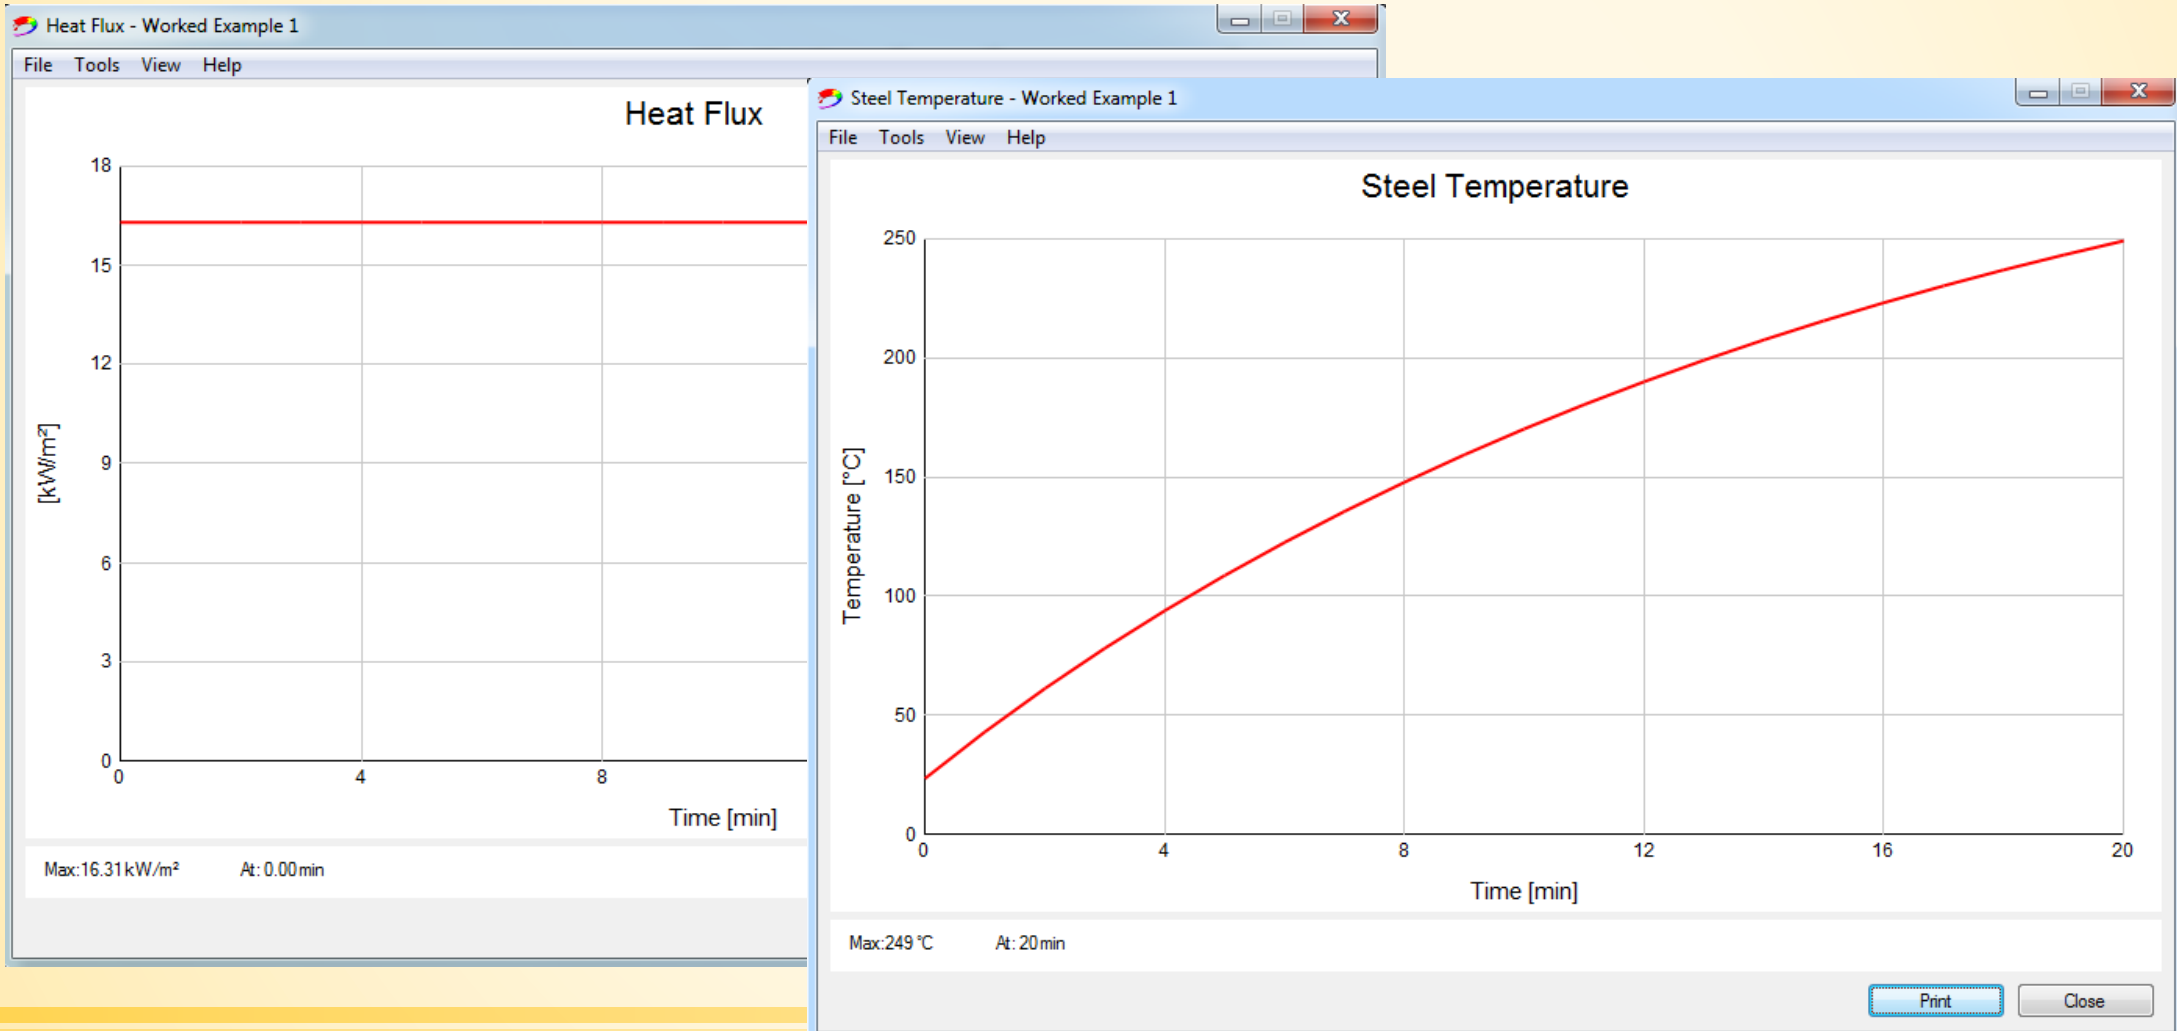 Heat Flux - Worked Example 1
File Tools View Help
Heat Flux
18
15
12
9
6
3
0
[kW/m²]
0 4 8
Time [min]
Max:16.31kW/m² At: 0.00min
Steel Temperature - Worked Example 1
File Tools View Help
Steel Temperature
250
200
150
100
50
0
Temperature [°C]
0 4 8 12 16 20
Time [min]
Max:249 °C At: 20min
Print Close